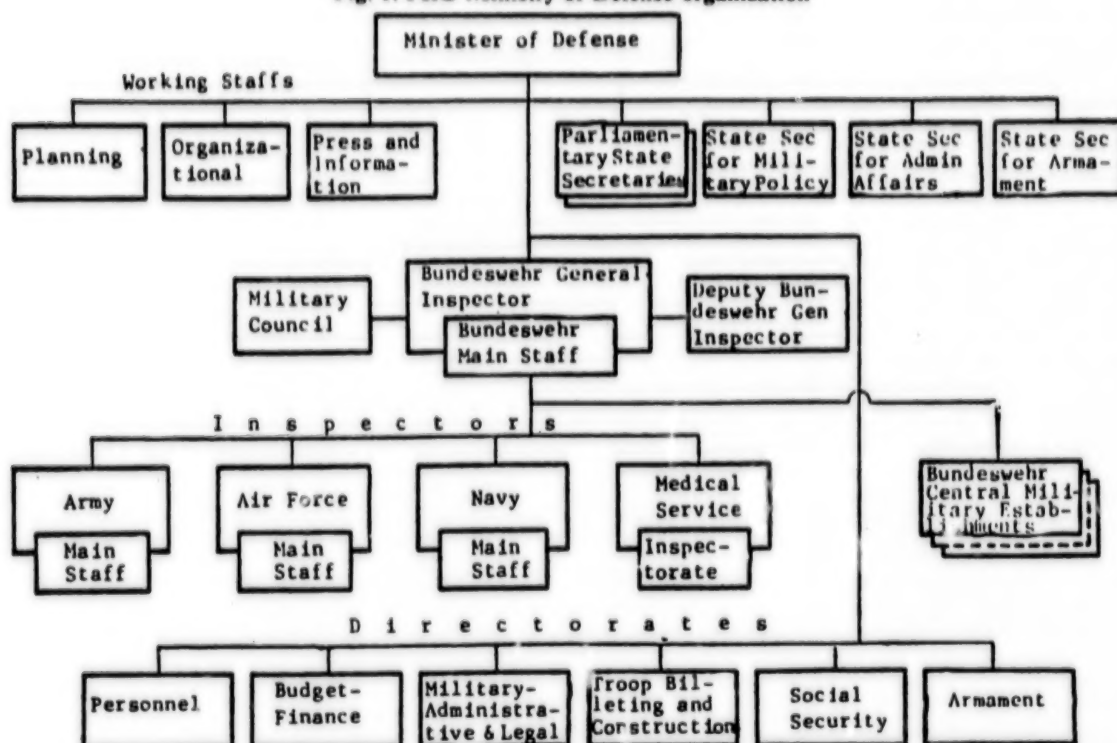 Minister of Defense
Working Staffs
Planning
Organiza-
tional
Press and
Informa-
tion
Parliamen-
tary State
Secretaries
State Sec
for Mili-
tary Policy
State Sec
for Admin
Affairs
State Sec
for Arma-
ment
Military
Council
Bundeswehr General
Inspector
Bundeswehr
Main Staff
Deputy Bun-
deswehr Gen
Inspector
Inspectors
Army
Main
Staff
Air Force
Main
Staff
Navy
Main
Staff
Medical
Service
Inspec-
torate
Bundeswehr
Central Mili-
itary Estab-
Directorates
Personnel
Budget-
Finance
Military-
Administra-
tive & Legal
Troop Bil-
leting and
Construction
Social
Security
Armament